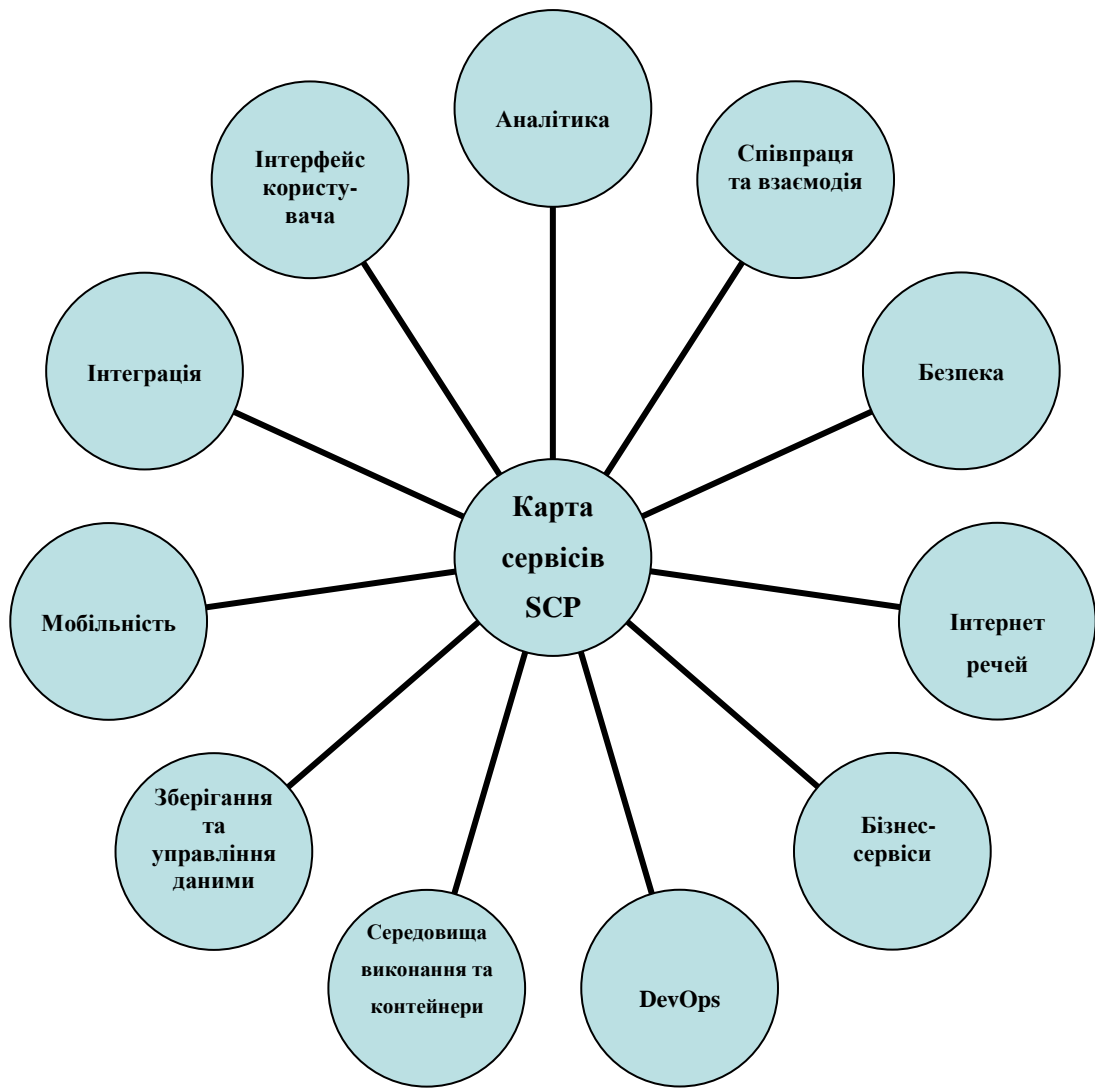 Аналітика
Співпраця
та взаємодія
Безпека
Інтернет
речей
Бізнес-
сервіси
DevOps
Середовища
виконання та
контейнери
Зберігання
та
управління
даними
Мобільність
Інтеграція
Інтерфейс
користу-
вача
Карта
сервісів
SCP